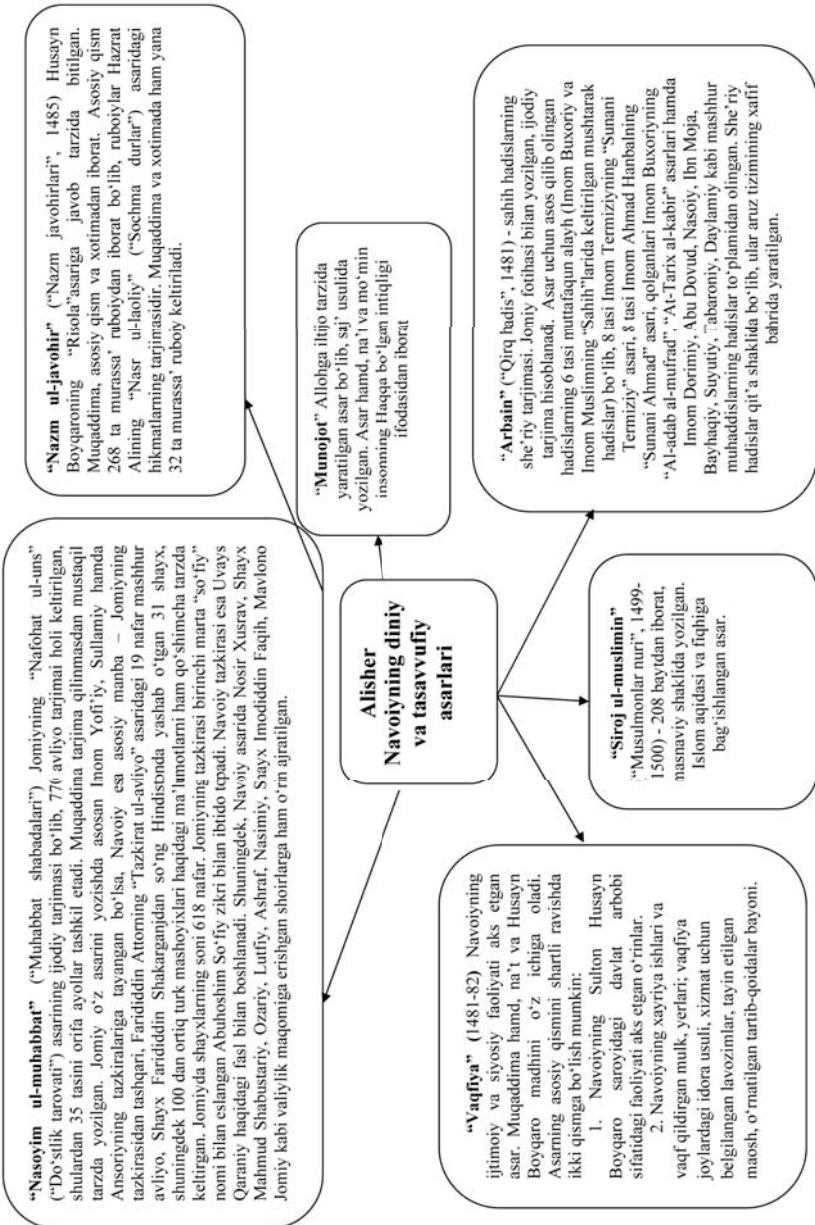 "Nasoyim ul-muhabbat" ("Muhabbat shabadalari") Jomiyning "Nafohat ul-uns"
("Do'stlik tarovati") asarining ijodiy tarjimasi bo'lib, 770 avliyo tarjimai holi keltirilgan,
shulardan 35 tasini orifa ayollar tashkil etadi. Muqaddina tarjima qilinmasdan mustaqil
tarzda yozilgan. Jomiy o'z asarini yozishda asosan Imom Yofi'iy, Sullamiy hamda
Ansoriyning tazkiralariga tayangan bo'lsa, Navoiy esa asosiy manba – Jomiyning
tazkirasidan tashqari, Fariddin Attorning "Tazkirat ul-avliyo" asaridagi 19 nafar mashhur
avliyo, Shayx Fariddin Shakarganjdan so'ng Hindistonda yashab o'tgan 31 shayx,
shuningdek 100 dan ortiq turk mashoyixlari haqidagi ma'lumotlarni ham qo'shimcha tarzda
keltirgan. Jomiyda shayxlarning soni 618 nafar. Jomiyning tazkirasi birinchi marta "so'fiy"
nomi bilan eslangan Abuhoshim So'fiy zikri bilan ibtido topadi. Navoiy tazkirasi esa Uvays
Qaraniy haqidagi fasl bilan boshlanadi. Shuningdek, Navoiy asarida Nosir Xusrav, Shayx
Mahmud Shabustariy, Ozariy, Lutfiy, Ashraf, Nasimiy, Shayx Imodiddin Faqih, Mavlono
Jomiy kabi valiylik maqomiga erishgan shoirlarga ham o'rin ajratilgan.
"Nazm ul-javohir" ("Nazm javohirlari", 1485) Husayn
Boyqaroning "Risola"asariga javob tarzida bitilgan.
Muqaddima, asosiy qism va xotimadan iborat. Asosiy qism
268 ta murassa' ruboiydan iborat bo'lib, ruboiylar Hazrat
Alining "Nasr ul-laoliy" ("Sochma durlar") asaridagi
hikmatlarning tarjimasidir. Muqaddima va xotimada ham yana
32 ta murassa' ruboiy keltiriladi.
"Munojot" Allohga iltijo tarzida
yaratilgan asar bo'lib, saj' usulida
yozilgan. Asar hamd, na't va mo'min
insonning Haqqa bo'lgan intiqligi
ifodasidan iborat
Alisher
Navoiyning diniy
va tasavvufiy
asarlari
"Vaqfiya" (1481-82) Navoiyning
ijtimoiy va siyosiy faoliyati aks etgan
asar. Muqaddima hamd, na't va Husayn
Boyqaro madhini o'z ichiga oladi.
Asarning asosiy qismini shartli ravishda
ikki qismga bo'lish mumkin:
1. Navoiyning Sulton Husayn
Boyqaro saroyidagi davlat arbobi
sifatidagi faoliyati aks etgan o'rinlar.
2. Navoiyning xayriya ishlari va
vaqf qildirgan mulk, yerlari; vaqfiya
joylardagi idora usuli, xizmat uchun
belgilangan lavozimlar, tayin etilgan
maosh, o'rnatilgan tartib-qoidalar bayoni.
"Siroj ul-muslimin"
("Musulmonlar nuri", 1499-
1500) - 208 baytdan iborat,
masnaviy shaklida yozilgan.
Islom aqidasi va fiqhiga
bag'ishlangan asar.
"Arbain" ("Qirq hadis", 1481) - sahih hadislarning
she'riy tarjimasi. Jomiy fotihasi bilan yozilgan, ijodiy
tarjima hisoblanadi. Asar uchun asos qilib olingan
hadislarning 6 tasi muttafaqun alayh (Imom Buxoriy va
Imom Muslimning "Sahih"larida keltirilgan mushtarak
hadislar) bo'lib, 8 tasi Imom Termiziyning "Sunani
Termiziy" asari, 8 tasi Imom Ahmad Hanbalning
"Sunani Ahmad" asari, qolganlari Imom Buxoriyning
"Al-adab al-mufrad", "At-Tarix al-kabir" asarlari hamda
Imom Dorimiy, Abu Dovud, Nasoiy, Ibn Moja,
Bayhaqiy, Suyutiy, Tabaroniy, Daylamiy kabi mashhur
muhaddislarning hadislar to'plamidan olingan. She'riy
hadislar qit'a shaklida bo'lib, ular aruz tizimining xafif
bahrida yaratilgan.